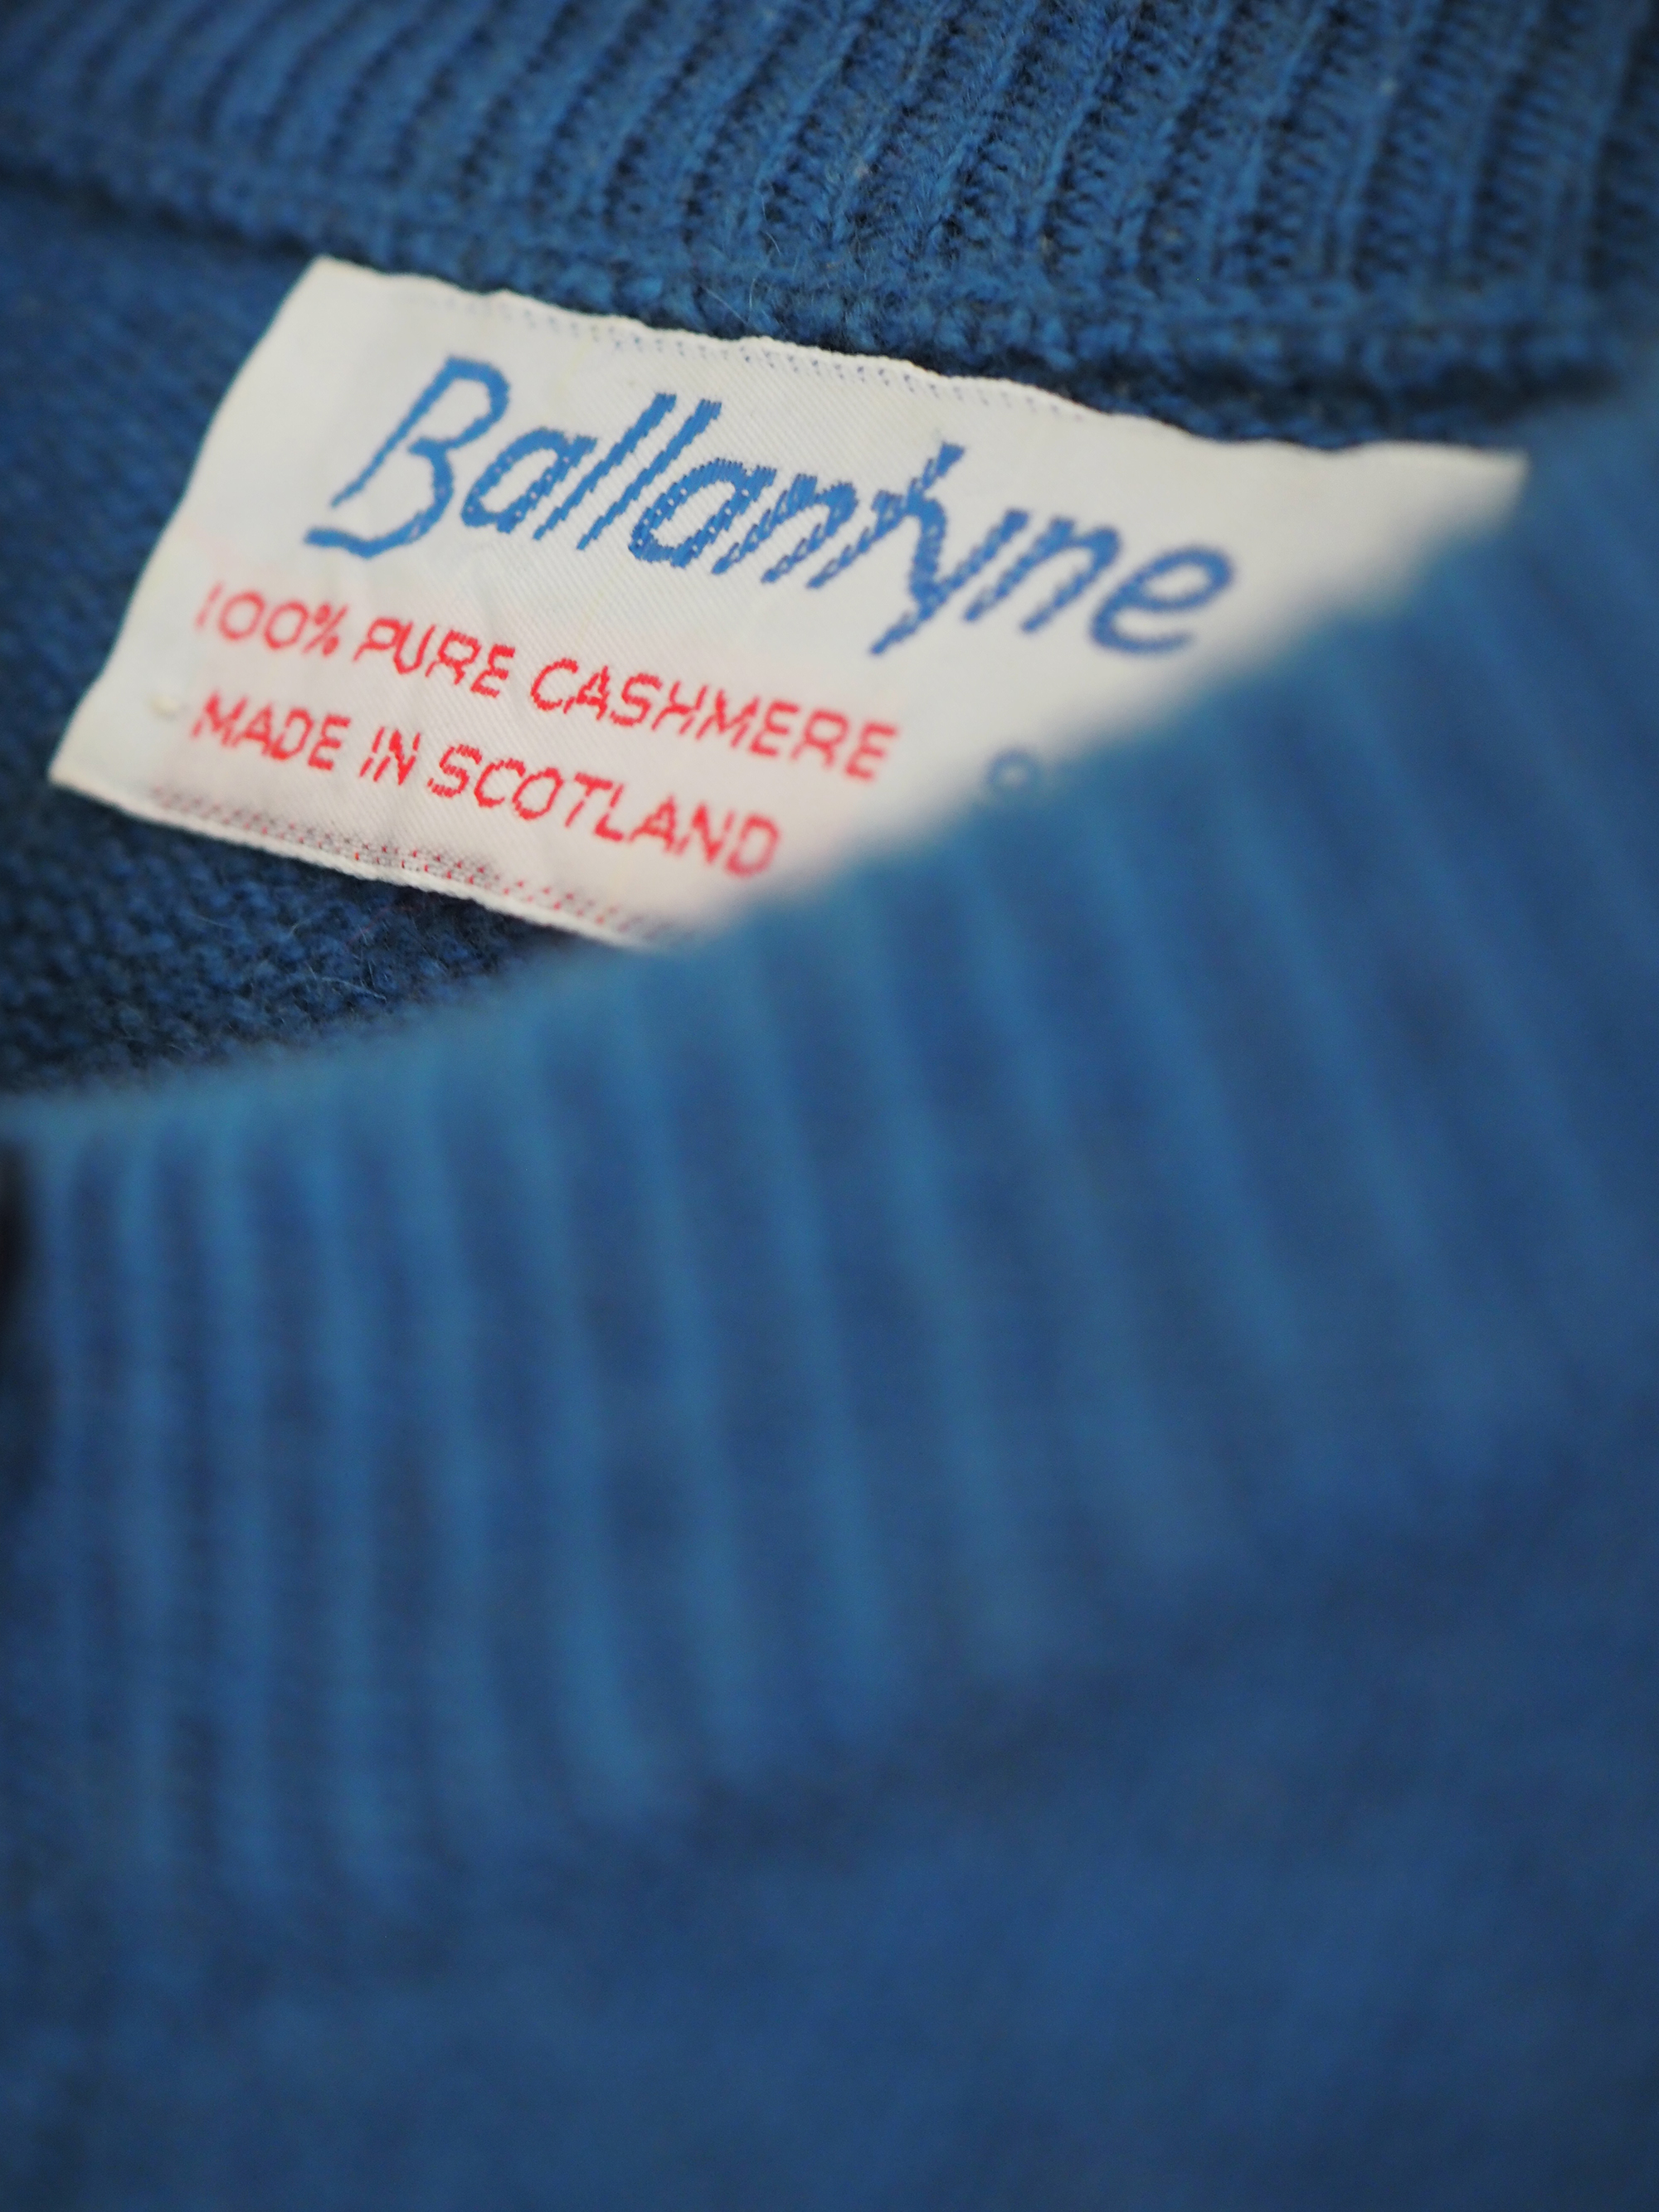 Ballantyne
100% PURE CASHMERE
MADE IN SCOTLAND